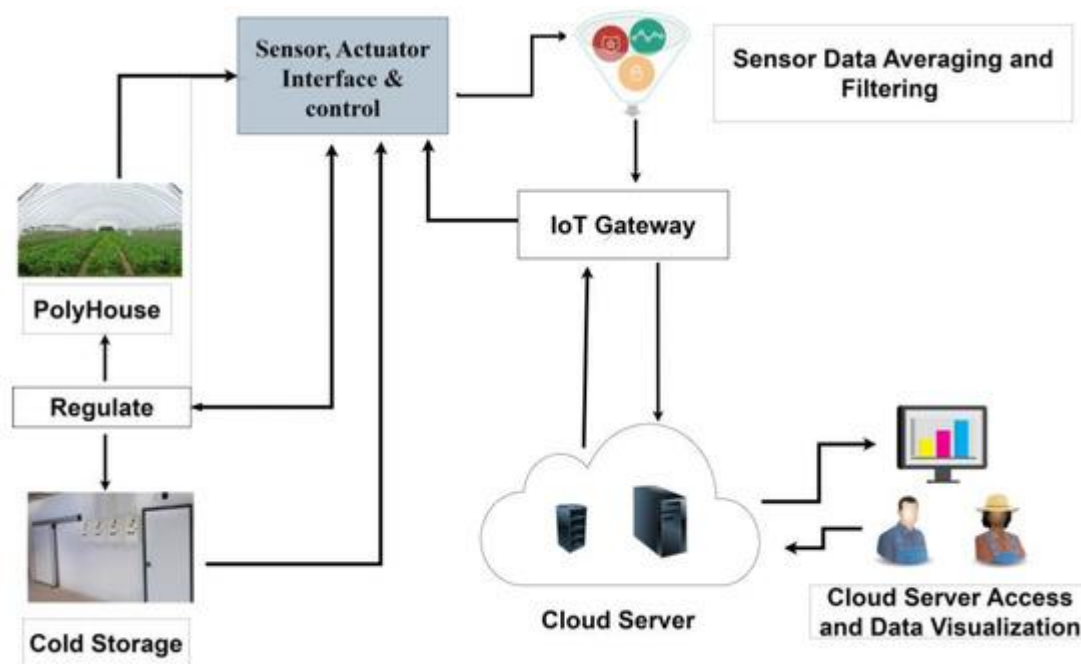 Sensor, Actuator
Interface &
control
Sensor Data Averaging and
Filtering
IoT Gateway
PolyHouse
Regulate
Cold Storage
Cloud Server
Cloud Server Access
and Data Visualization